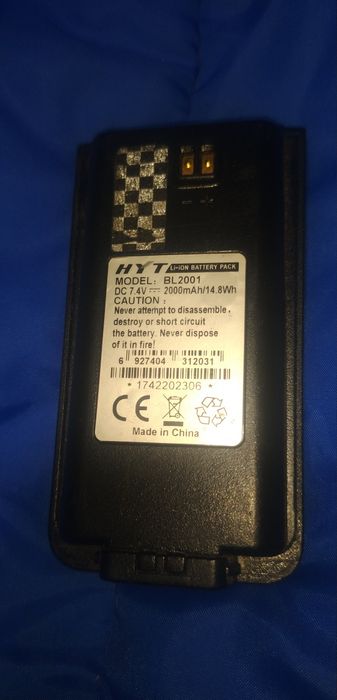 - +
HYT LI-ION BATTERY PACK
MODEL: BL2001
DC 7.4V ⎓ 2000mAh/14.8Wh
CAUTION :
Never attempt to disassemble,
destroy or short circuit
the battery. Never dispose
of it in fire!
6 927404 312031
* 1742202306 *
CE
Made in China